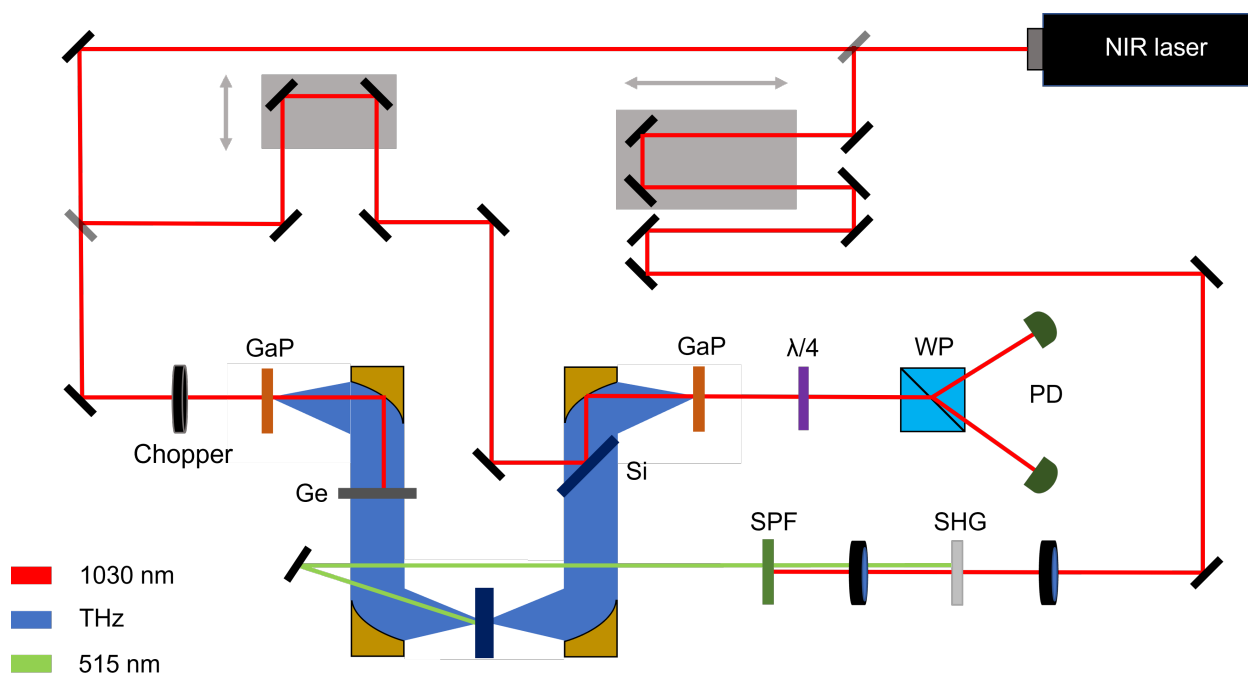 NIR laser
GaP
GaP
λ/4
WP
PD
Chopper
Si
Ge
SPF
SHG
1030 nm
THz
515 nm